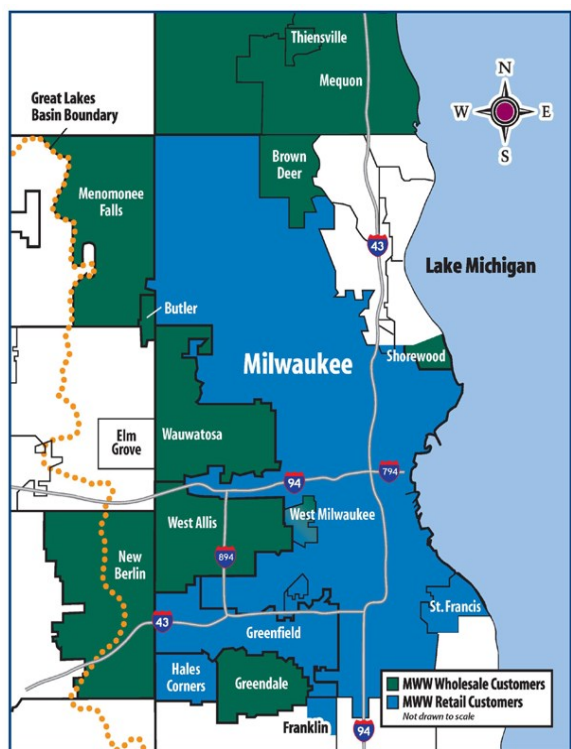 Thiensville
Mequon
N
W E
S
Great Lakes
Basin Boundary
Brown
Deer
Menomonee
Falls
43
Lake Michigan
Butler
Shorewood
Milwaukee
Wauwatosa
Elm
Grove
94
794
West Allis
West Milwaukee
894
New
Berlin
43
St. Francis
Greenfield
Hales
Corners
Greendale
MWW Wholesale Customers
MWW Retail Customers
Not drawn to scale
Franklin
94